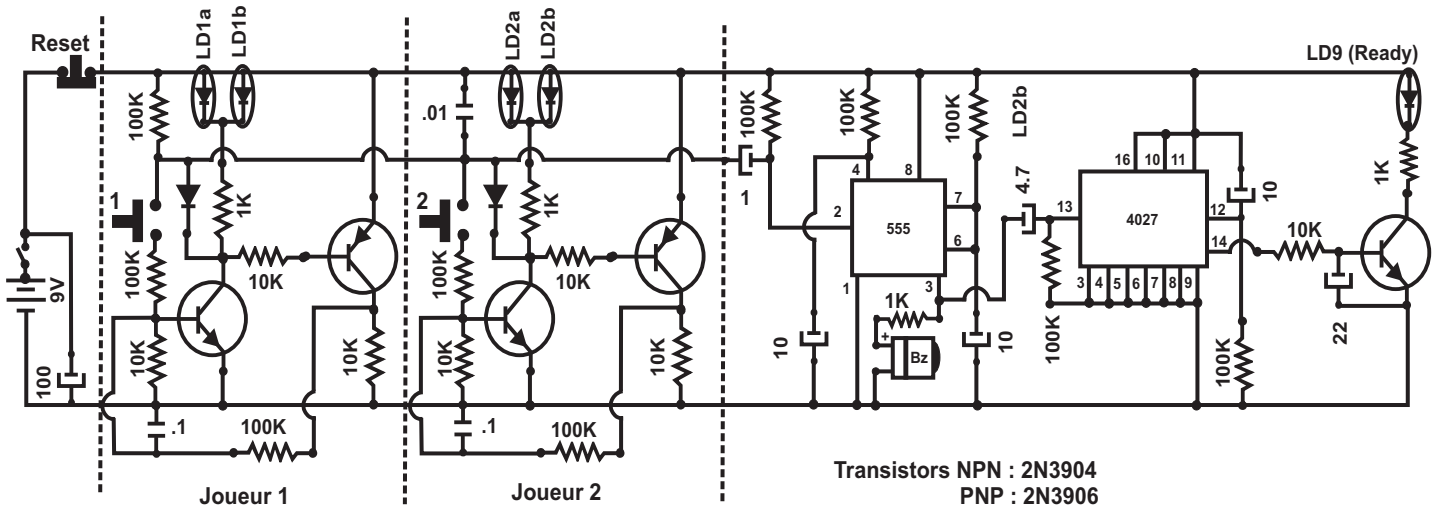 Reset
LD1a
LD1b
LD2a
LD2b
LD9 (Ready)
100K
.01
100K
100K
100K
LD2b
1
1K
2
1K
1
4
8
2
555
7
6
1
3
4.7
16
10
11
13
4027
12
14
3
4
5
6
7
8
9
10
1K
10K
9V
100K
10K
100K
10K
1K
+
Bz
10
10
100K
100K
22
100
10K
10K
10K
10K
.1
100K
.1
100K
Joueur 1
Joueur 2
Transistors NPN : 2N3904
PNP : 2N3906